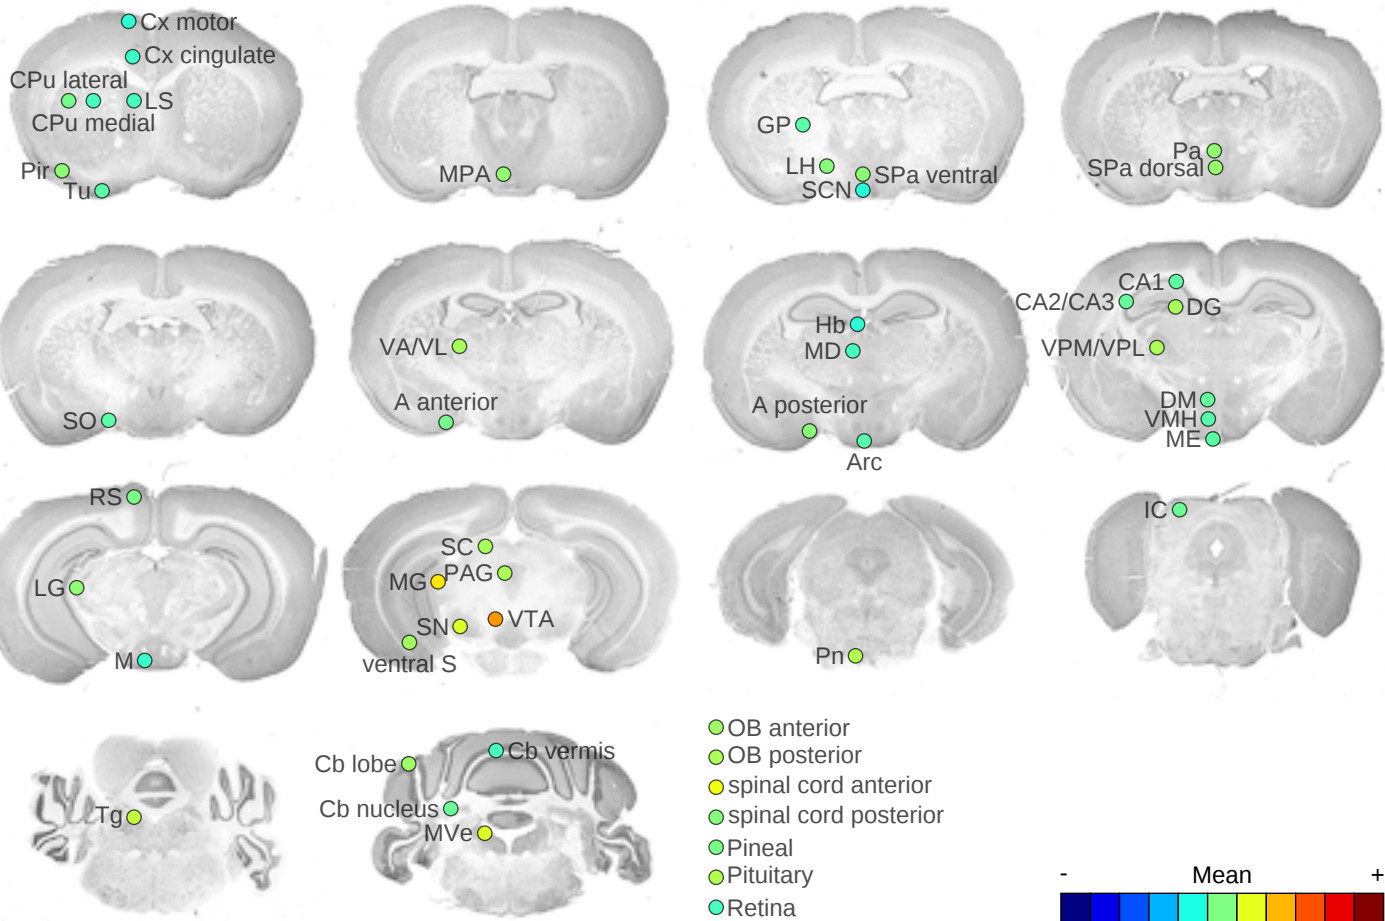 Cx motor
Cx cingulate
CPu lateral
LS
CPu medial
Pir
Tu
MPA
GP
LH
SPa ventral
SCN
Pa
SPa dorsal
SO
VA/VL
A anterior
Hb
MD
A posterior
Arc
CA1
CA2/CA3
DG
VPM/VPL
DM
VMH
ME
RS
LG
M
SC
PAG
MG
SN
VTA
ventral S
Pn
IC
Tg
Cb lobe
Cb vermis
Cb nucleus
MVe
OB anterior
OB posterior
spinal cord anterior
spinal cord posterior
Pineal
Pituitary
Retina
- Mean +